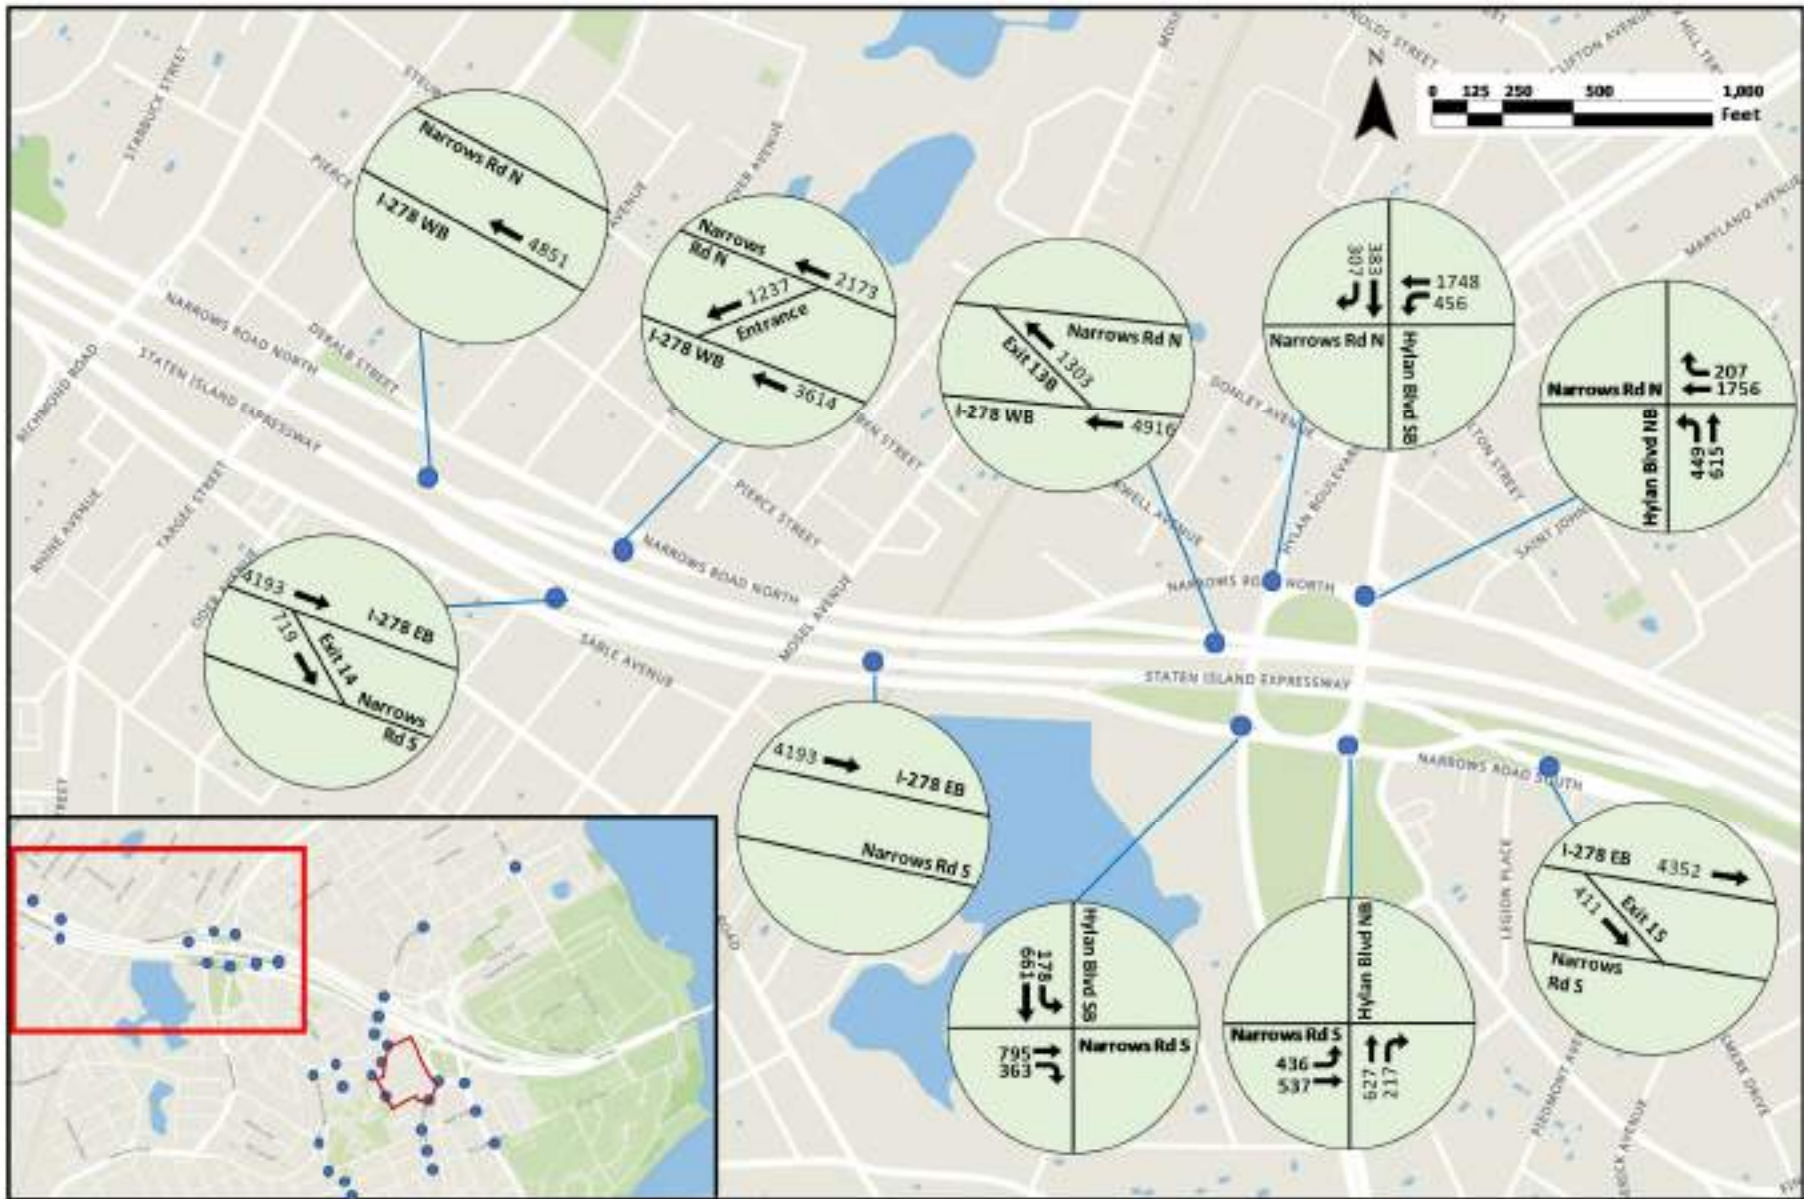 STARBUCK STREET
MARYLAND AVENUE
N
0 125 250 500 1,000
Feet
Narrows Rd N
I-278 WB
4851
Narrows
Rd N
2173
1237
Entrance
I-278 WB
3614
Narrows Rd N
Exit 13B
1303
I-278 WB
4916
307
383
1748
456
Narrows Rd N
Hylan Blvd SB
207
1756
Narrows Rd N
Hylan Blvd NB
449
615
RICHMOND ROAD
NARROWS ROAD NORTH
DEKALB STREET
STATEN ISLAND EXPRESSWAY
TARGEE STREET
ANNE AVENUE
PIERCE STREET
DONLEY AVENUE
HYLAN BOULEVARD
NARROWS ROAD NORTH
MOSEL AVENUE
NARROWS ROAD NORTH
4193
I-278 EB
719
Exit 14
Narrows
Rd S
SABLE AVENUE
STATEN ISLAND EXPRESSWAY
NARROWS ROAD SOUTH
4193
I-278 EB
Narrows Rd S
ROAD
LEGION PLACE
661
178
Hylan Blvd SB
795
363
Narrows Rd S
Hylan Blvd NB
Narrows Rd S
436
537
627
217
I-278 EB
4352
411
Exit 15
Narrows
Rd S